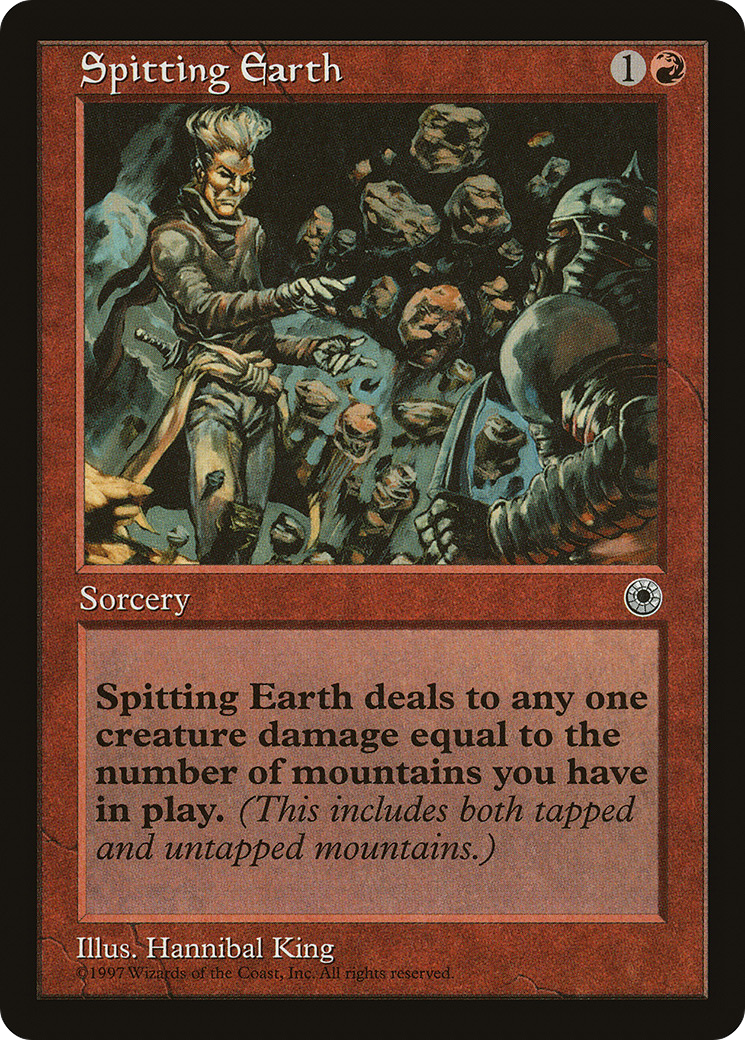 Spitting Earth 1
Sorcery
Spitting Earth deals to any one
creature damage equal to the
number of mountains you have
in play. (This includes both tapped
and untapped mountains.)
Illus. Hannibal King
©1997 Wizards of the Coast, Inc. All rights reserved.